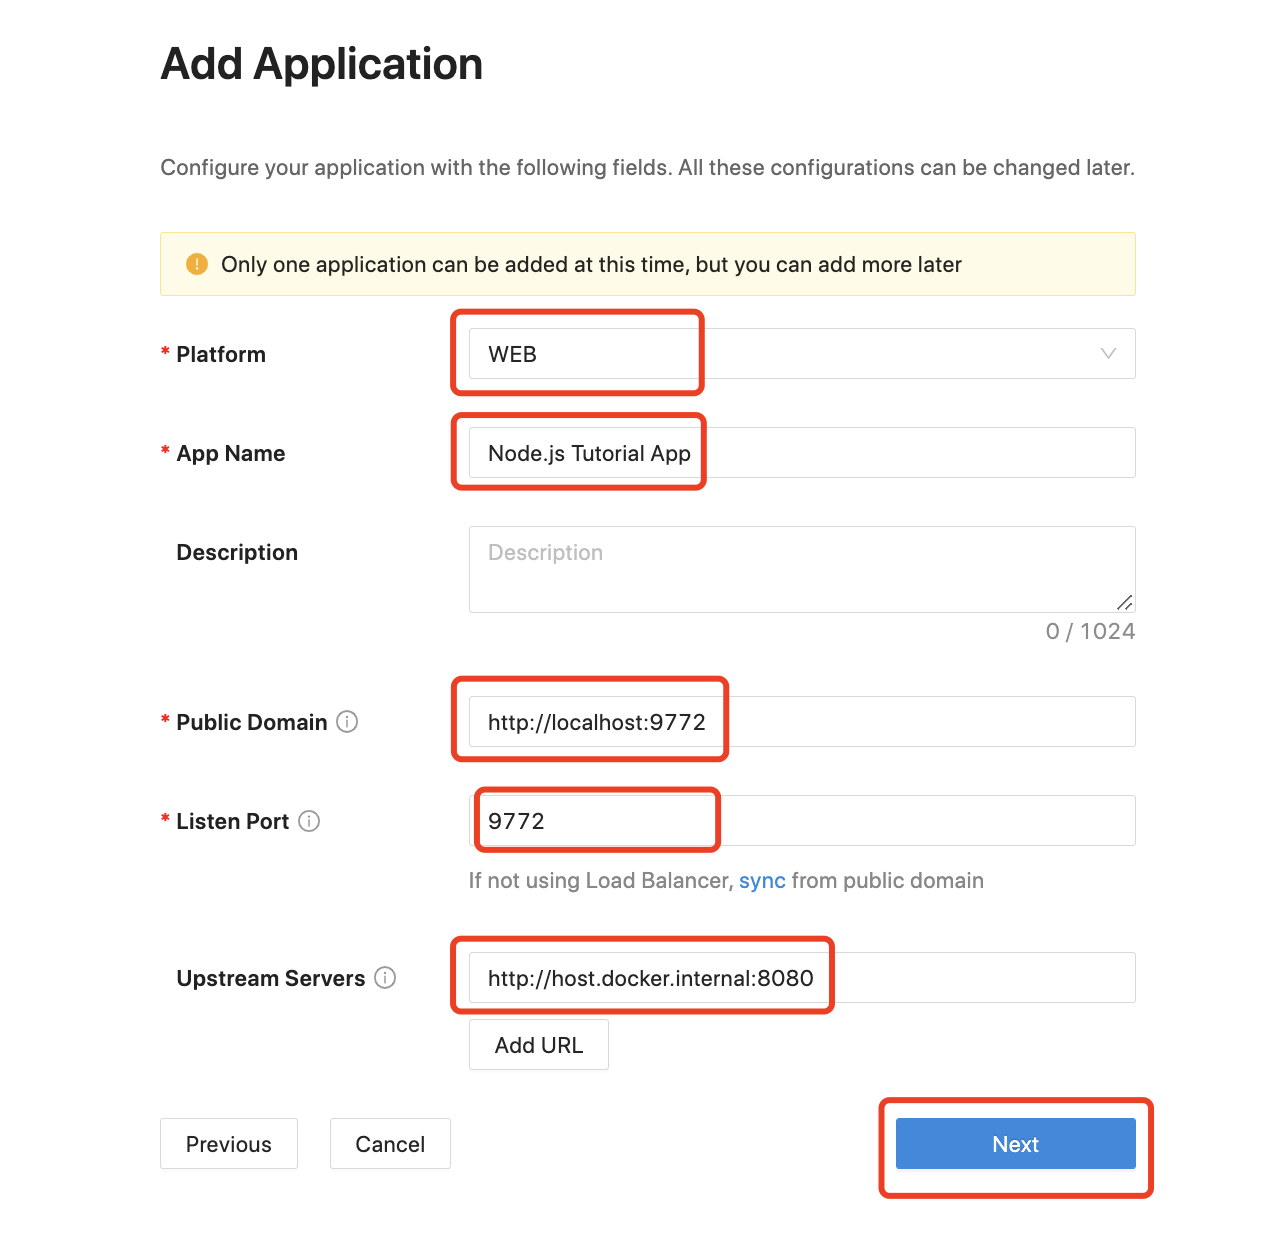 Add Application
Configure your application with the following fields. All these configurations can be changed later.
! Only one application can be added at this time, but you can add more later
* Platform WEB
* App Name Node.js Tutorial App
Description Description
0 / 1024
* Public Domain http://localhost:9772
* Listen Port 9772
If not using Load Balancer, sync from public domain
Upstream Servers http://host.docker.internal:8080
Add URL
Previous Cancel Next